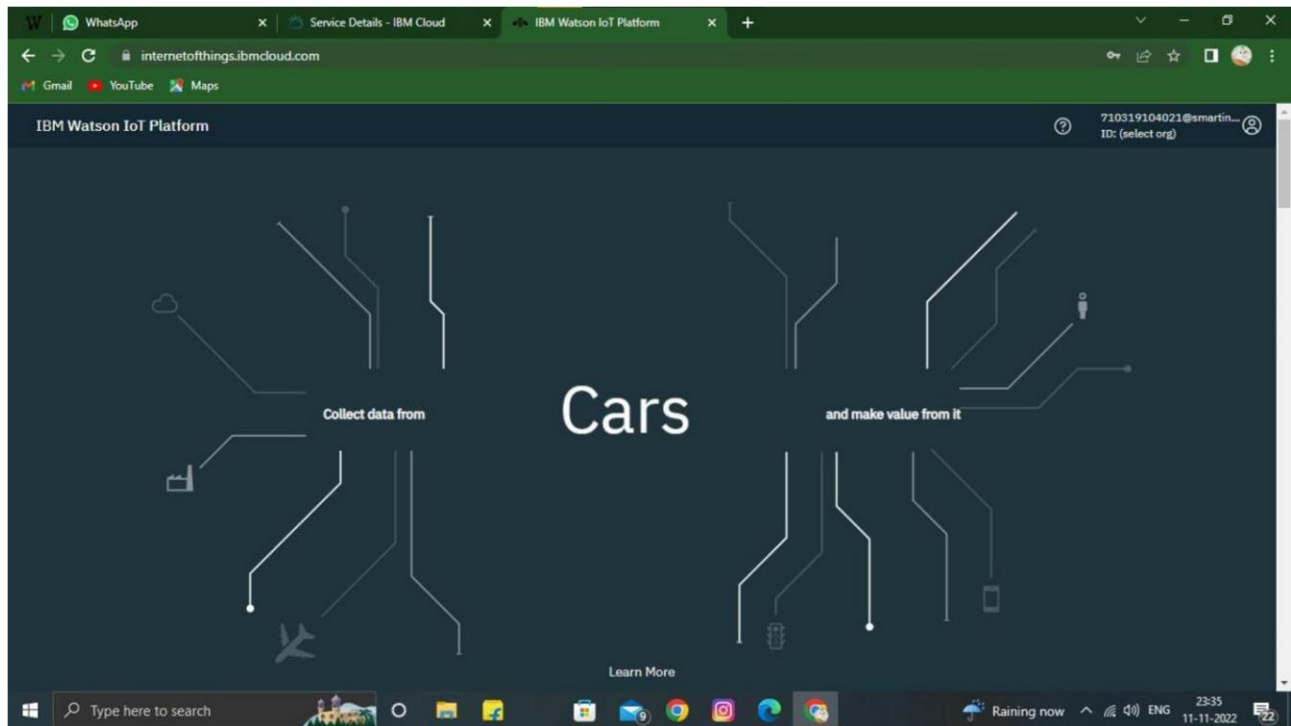 WhatsApp
Service Details - IBM Cloud
IBM Watson IoT Platform
internetofthings.ibmcloud.com
Gmail YouTube Maps
IBM Watson IoT Platform
710319104021@smartin...
ID: (select org)
Collect data from
Cars
and make value from it
Learn More
Type here to search
9
Raining now
ENG
23:35
11-11-2022
22